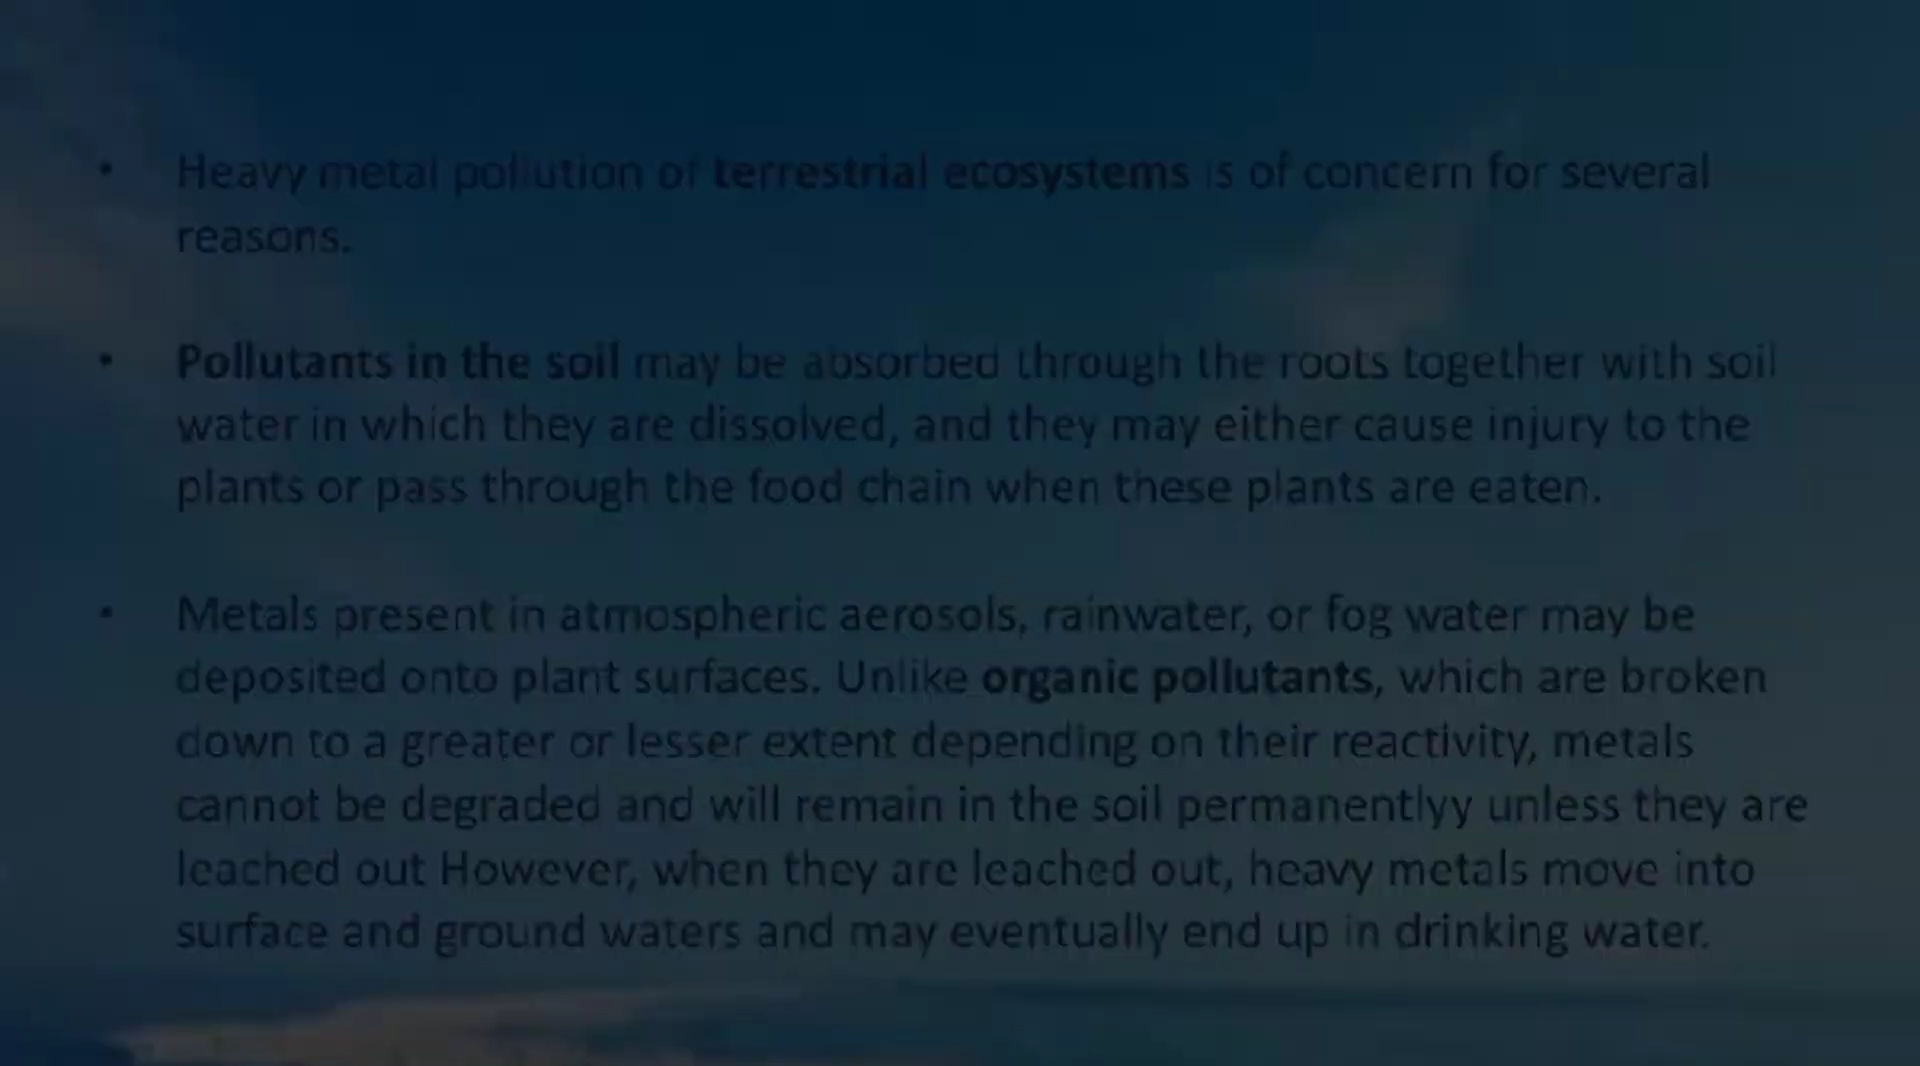 • Heavy metal pollution of terrestrial ecosystems is of concern for several
reasons.
• Pollutants in the soil may be absorbed through the roots together with soil
water in which they are dissolved, and they may either cause injury to the
plants or pass through the food chain when these plants are eaten.
• Metals present in atmospheric aerosols, rainwater, or fog water may be
deposited onto plant surfaces. Unlike organic pollutants, which are broken
down to a greater or lesser extent depending on their reactivity, metals
cannot be degraded and will remain in the soil permanentlyy unless they are
leached out However, when they are leached out, heavy metals move into
surface and ground waters and may eventually end up in drinking water.